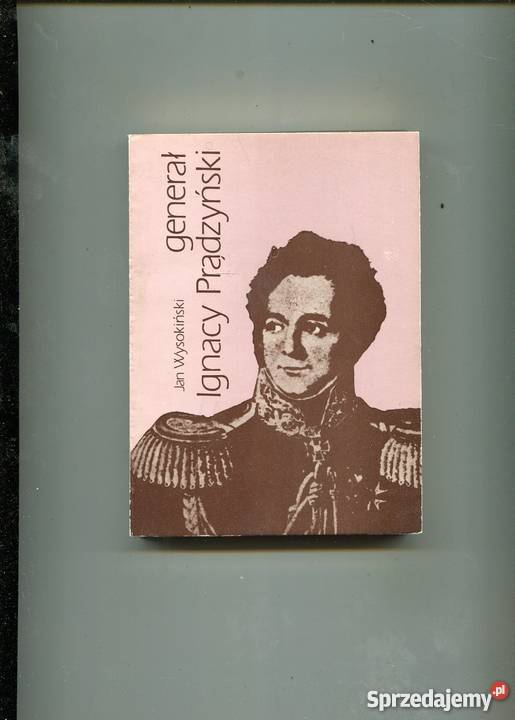 Jan Wysokiński
generał
Ignacy Prądzyński
Sprzedajemy.pl